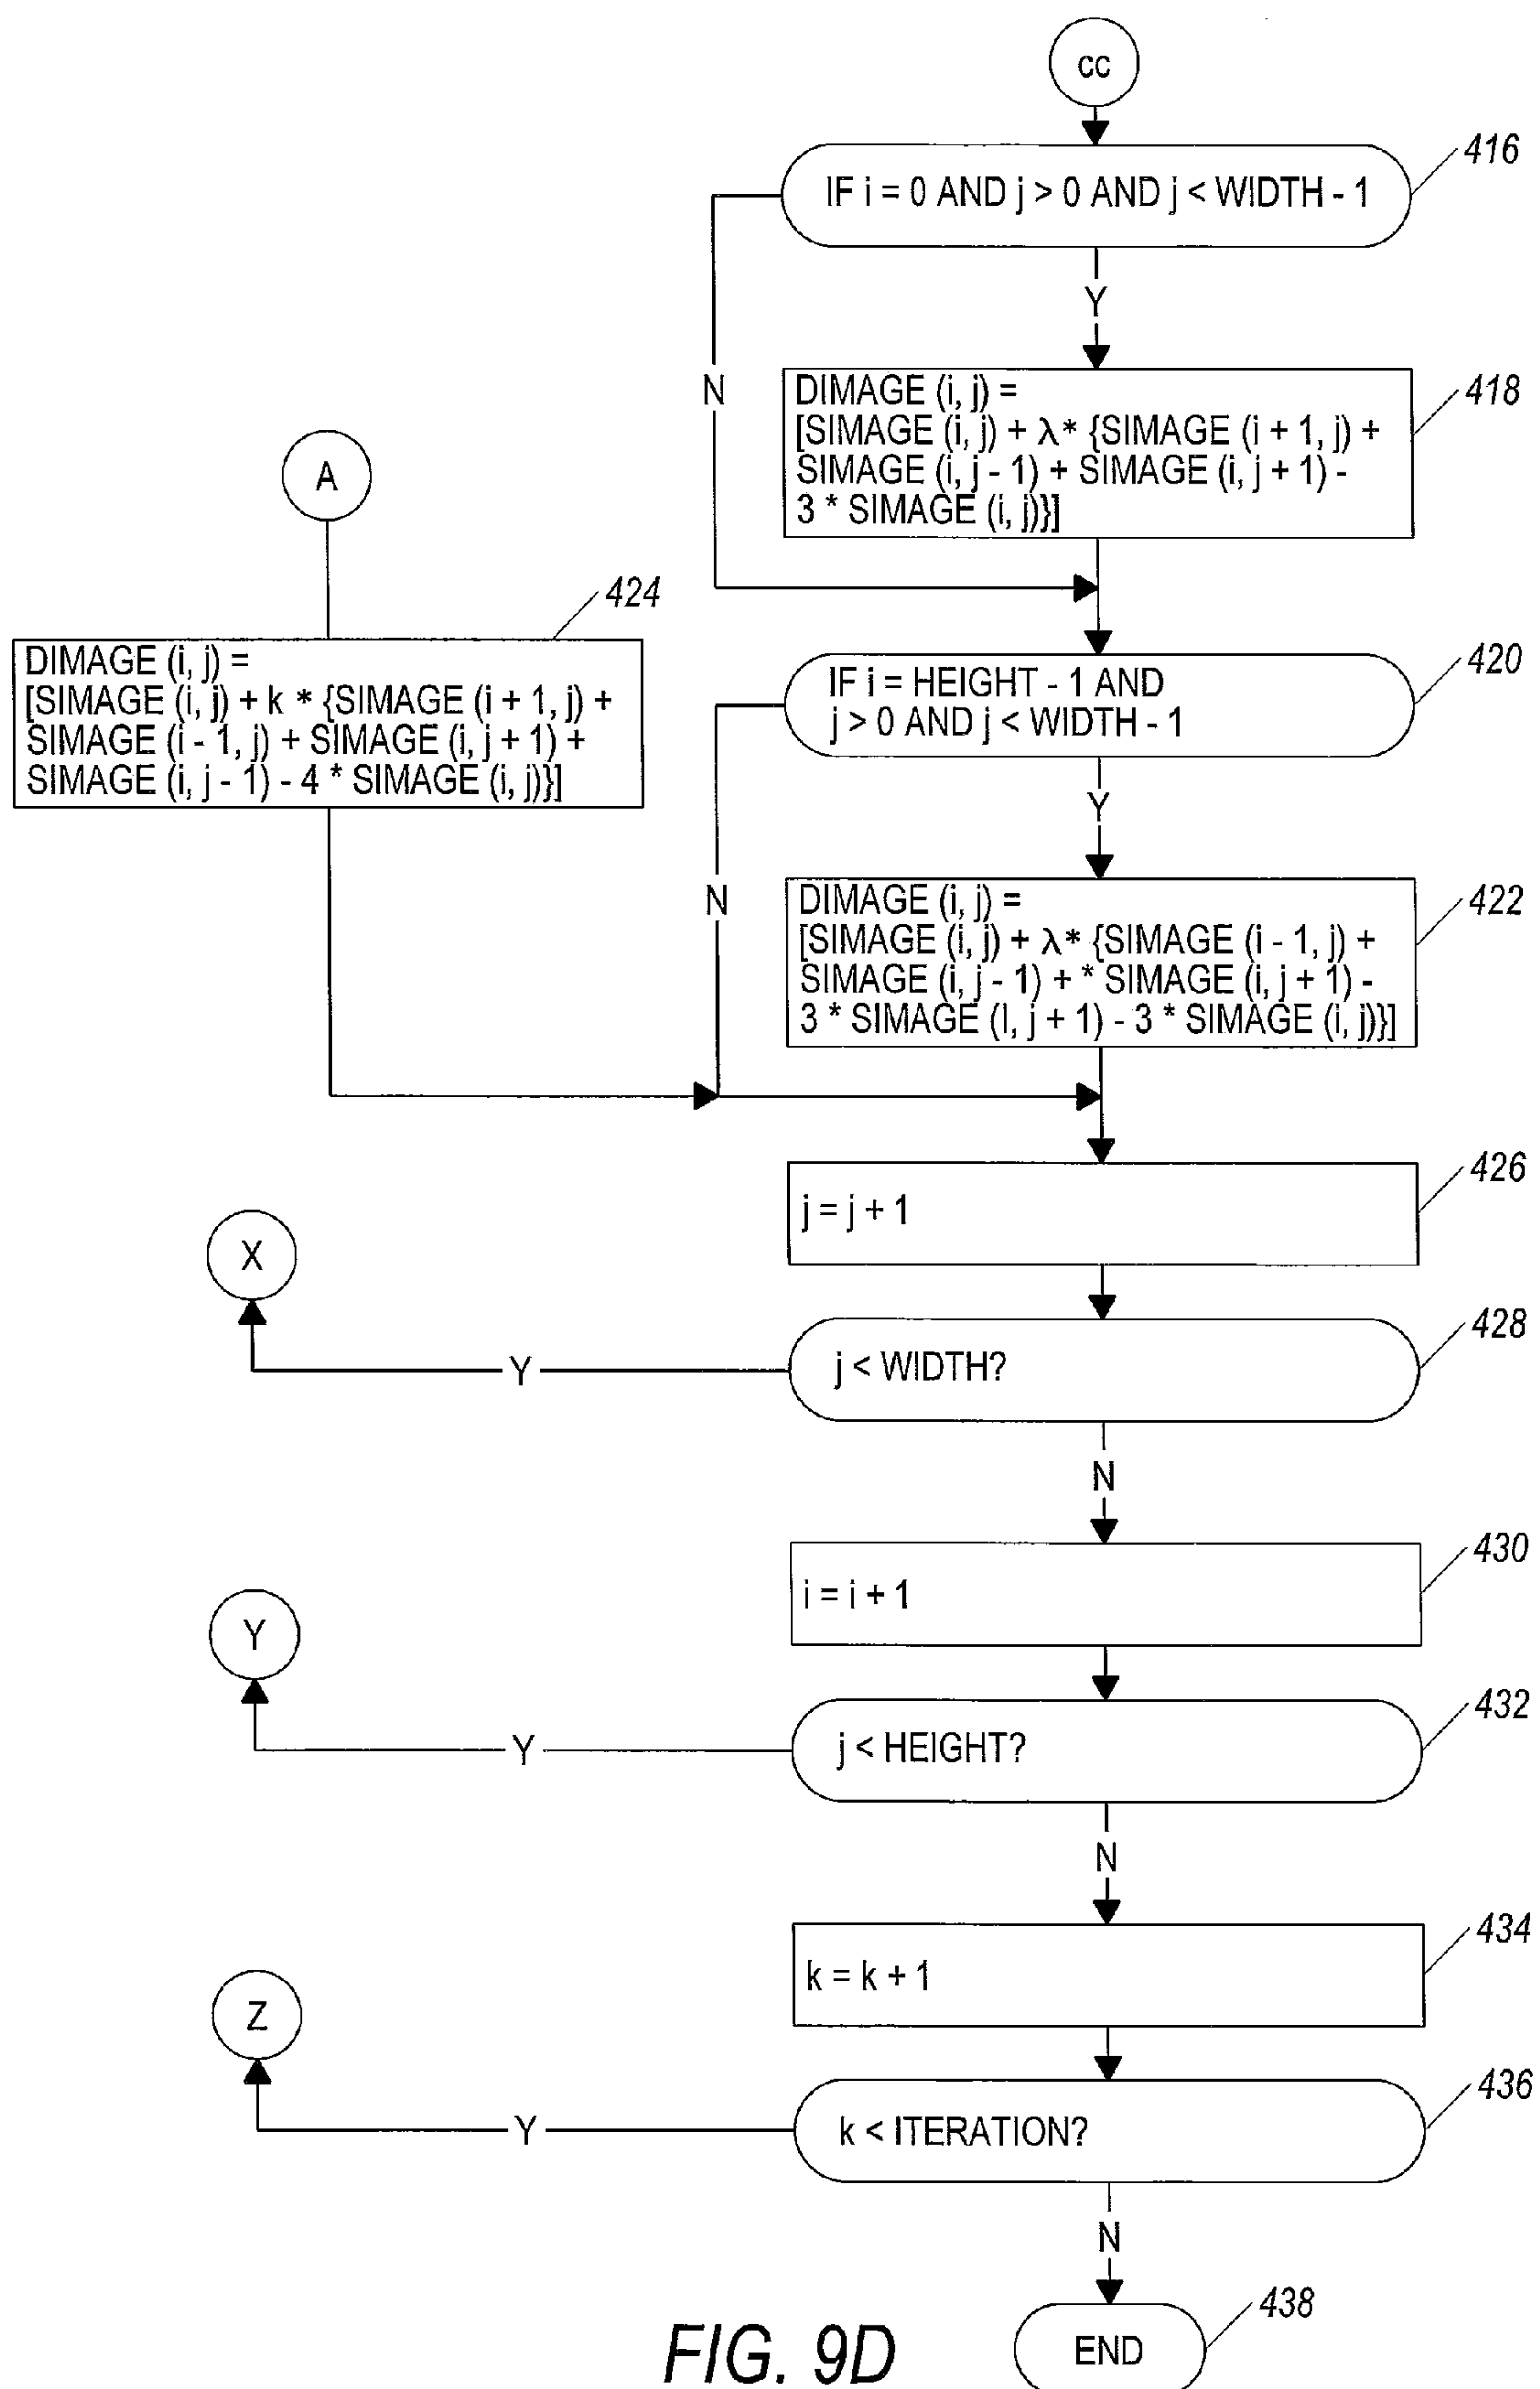 cc
416
IF i = 0 AND j > 0 AND j < WIDTH - 1
Y
N
418
DIMAGE (i, j) =
[SIMAGE (i, j) + λ* {SIMAGE (i + 1, j) +
SIMAGE (i, j - 1) + SIMAGE (i, j + 1) -
3 * SIMAGE (i, j)}]
A
424
DIMAGE (i, j) =
[SIMAGE (i, j) + k * {SIMAGE (i + 1, j) +
SIMAGE (i - 1, j) + SIMAGE (i, j + 1) +
SIMAGE (i, j - 1) - 4 * SIMAGE (i, j)}]
420
IF i = HEIGHT - 1 AND
j > 0 AND j < WIDTH - 1
Y
N
422
DIMAGE (i, j) =
[SIMAGE (i, j) + λ* {SIMAGE (i - 1, j) +
SIMAGE (i, j - 1) + * SIMAGE (i, j + 1) -
3 * SIMAGE (I, j + 1) - 3 * SIMAGE (i, j)}]
426
j = j + 1
X
428
Y
j < WIDTH?
N
430
i = i + 1
Y
432
Y
j < HEIGHT?
N
434
k = k + 1
Z
436
Y
k < ITERATION?
N
438
END
FIG. 9D